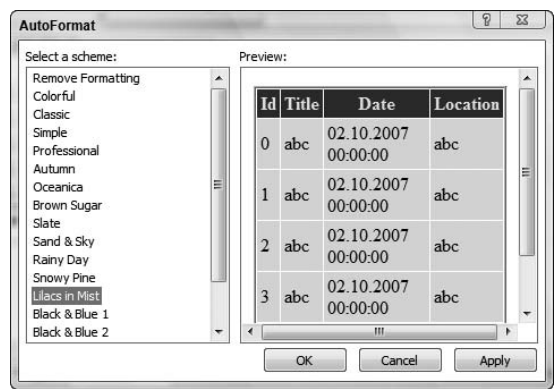 AutoFormat
Select a scheme:
Remove Formatting
Colorful
Classic
Simple
Professional
Autumn
Oceanica
Brown Sugar
Slate
Sand & Sky
Rainy Day
Snowy Pine
Lilacs in Mist
Black & Blue 1
Black & Blue 2
Preview:
Id Title Date Location
0 abc 02.10.2007 00:00:00 abc
1 abc 02.10.2007 00:00:00 abc
2 abc 02.10.2007 00:00:00 abc
3 abc 02.10.2007 00:00:00 abc
OK Cancel Apply